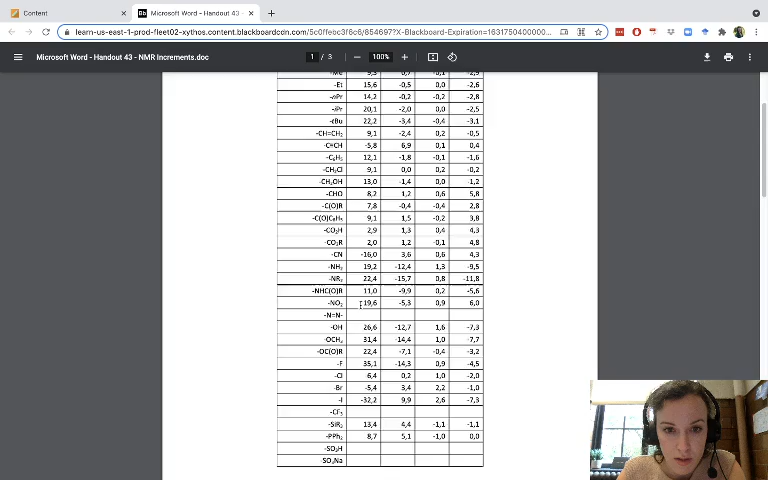 Content
Microsoft Word - Handout 43 -
learn-us-east-1-prod-fleet02-xythos.content.blackboardcdn.com/5c0ffebc3f6c6/854697?X-Blackboard-Expiration=1631750400000...
Microsoft Word - Handout 43 - NMR Increments.doc
1 / 3
100%
-Me 9,3 0,7 -0,1 -2,9
-Et 15,6 -0,5 0,0 -2,6
-nPr 14,2 -0,2 -0,2 -2,8
-iPr 20,1 -2,0 0,0 -2,5
-tBu 22,2 -3,4 -0,4 -3,1
-CH=CH₂ 9,1 -2,4 0,2 -0,5
-C≡CH -5,8 6,9 0,1 0,4
-C₆H₅ 12,1 -1,8 -0,1 -1,6
-CH₂Cl 9,1 0,0 0,2 -0,2
-CH₂OH 13,0 -1,4 0,0 -1,2
-CHO 8,2 1,2 0,6 5,8
-C(O)R 7,8 -0,4 -0,4 2,8
-C(O)C₆H₅ 9,1 1,5 -0,2 3,8
-CO₂H 2,9 1,3 0,4 4,3
-CO₂R 2,0 1,2 -0,1 4,8
-CN -16,0 3,6 0,6 4,3
-NH₂ 19,2 -12,4 1,3 -9,5
-NR₂ 22,4 -15,7 0,8 -11,8
-NHC(O)R 11,0 -9,9 0,2 -5,6
-NO₂ 19,6 -5,3 0,9 6,0
-N=N-
-OH 26,6 -12,7 1,6 -7,3
-OCH₃ 31,4 -14,4 1,0 -7,7
-OC(O)R 22,4 -7,1 -0,4 -3,2
-F 35,1 -14,3 0,9 -4,5
-Cl 6,4 0,2 1,0 -2,0
-Br -5,4 3,4 2,2 -1,0
-I -32,2 9,9 2,6 -7,3
-CF₃
-SiR₃ 13,4 4,4 -1,1 -1,1
-PPh₂ 8,7 5,1 -1,0 0,0
-SO₃H
SO₃Na